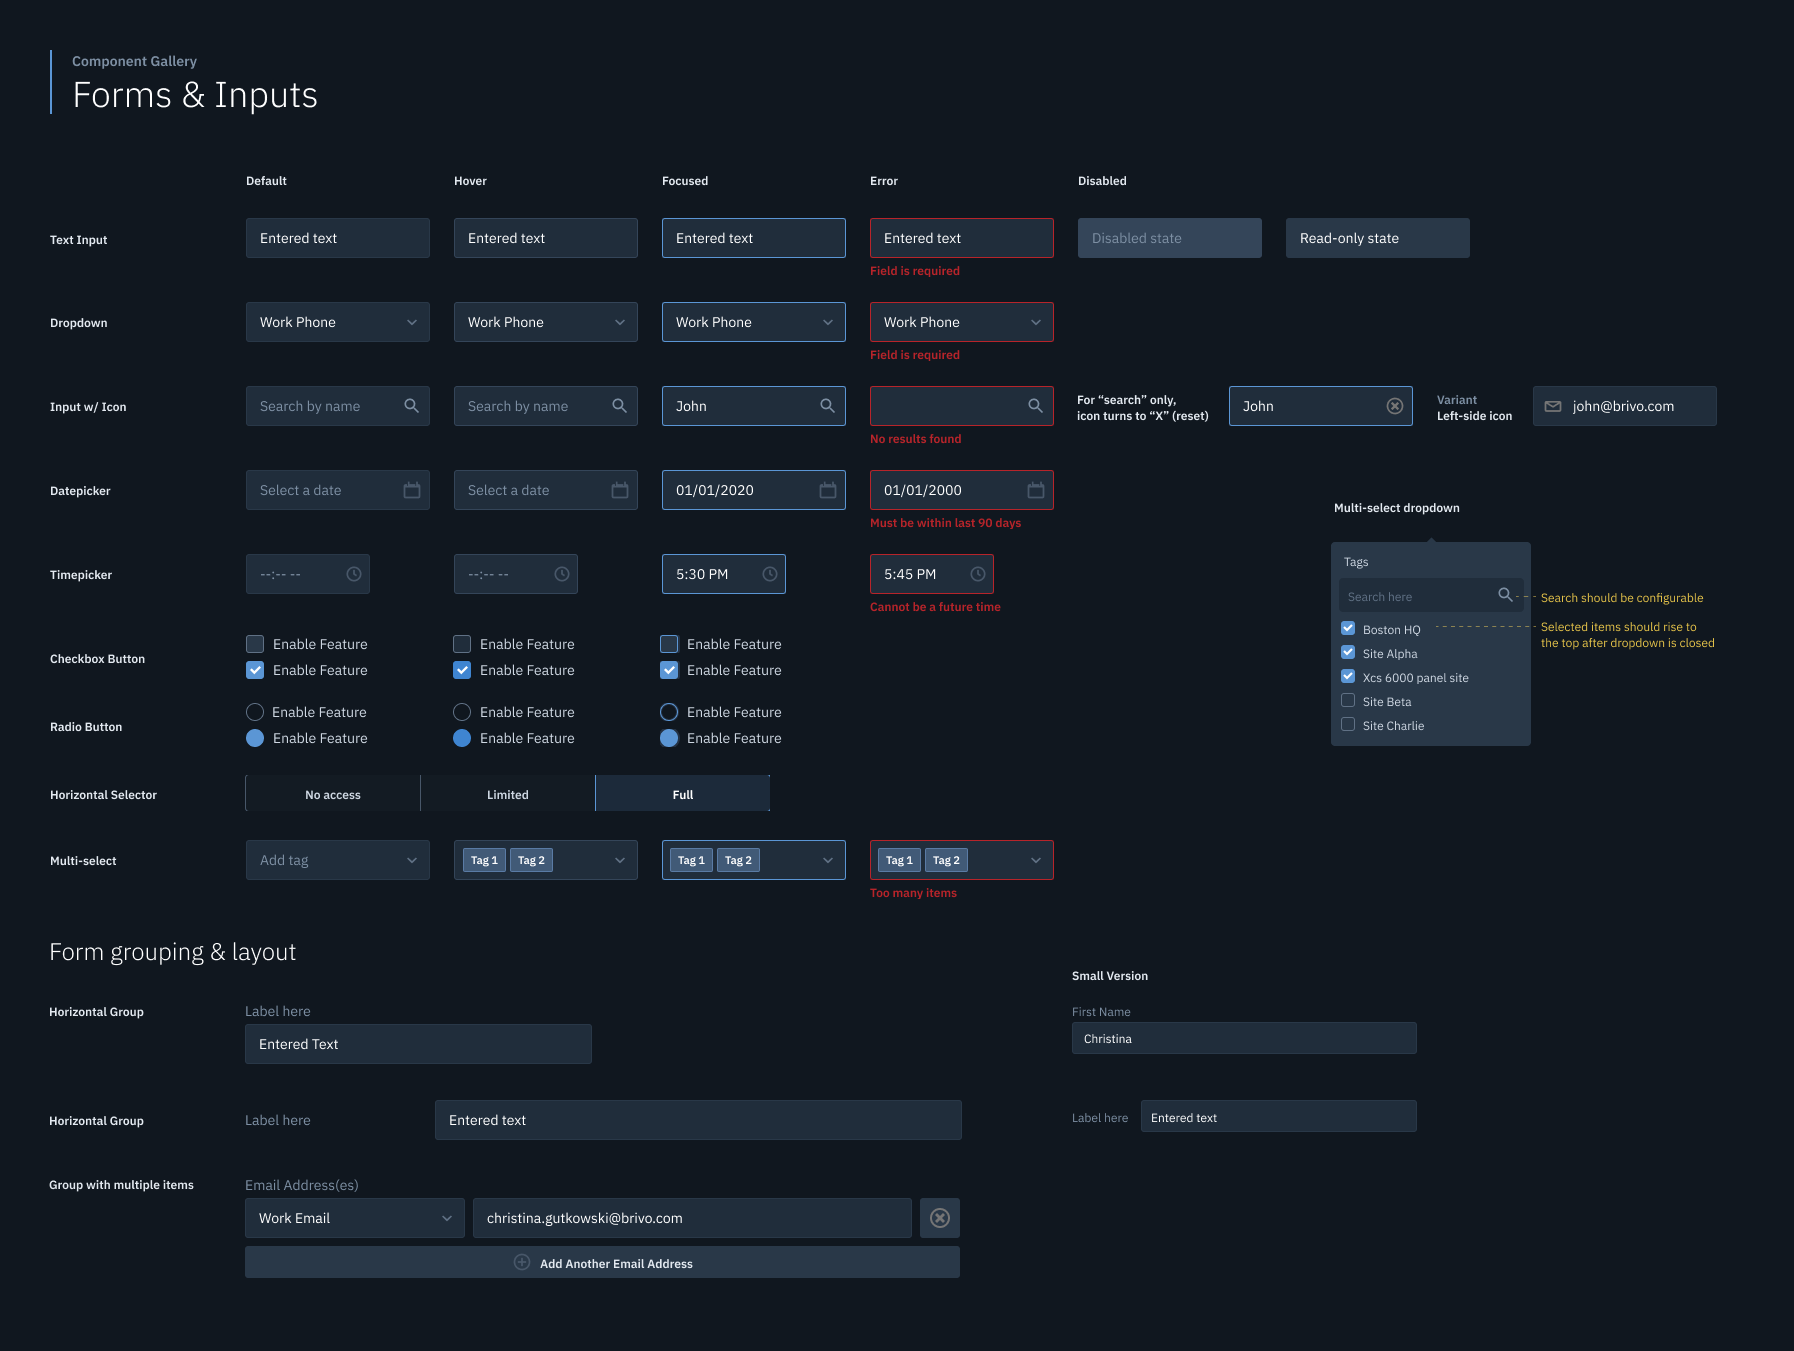 Component Gallery
Forms & Inputs
Default
Hover
Focused
Error
Disabled
Text Input
Entered text
Entered text
Entered text
Entered text
Disabled state
Read-only state
Field is required
Dropdown
Work Phone
Work Phone
Work Phone
Work Phone
Field is required
Input w/ Icon
Search by name
Search by name
John
For “search” only,
icon turns to “X” (reset)
John
Variant
Left-side icon
john@brivo.com
No results found
Datepicker
Select a date
Select a date
01/01/2020
01/01/2000
Must be within last 90 days
Multi-select dropdown
Timepicker
--:-- --
--:-- --
5:30 PM
5:45 PM
Cannot be a future time
Tags
Search here
Search should be configurable
Boston HQ
Selected items should rise to
the top after dropdown is closed
Site Alpha
Xcs 6000 panel site
Site Beta
Site Charlie
Checkbox Button
Enable Feature
Enable Feature
Enable Feature
Enable Feature
Enable Feature
Enable Feature
Radio Button
Enable Feature
Enable Feature
Enable Feature
Enable Feature
Enable Feature
Enable Feature
Horizontal Selector
No access
Limited
Full
Multi-select
Add tag
Tag 1
Tag 2
Tag 1
Tag 2
Tag 1
Tag 2
Too many items
Form grouping & layout
Small Version
Horizontal Group
Label here
Entered Text
First Name
Christina
Horizontal Group
Label here
Entered text
Label here
Entered text
Group with multiple items
Email Address(es)
Work Email
christina.gutkowski@brivo.com
Add Another Email Address